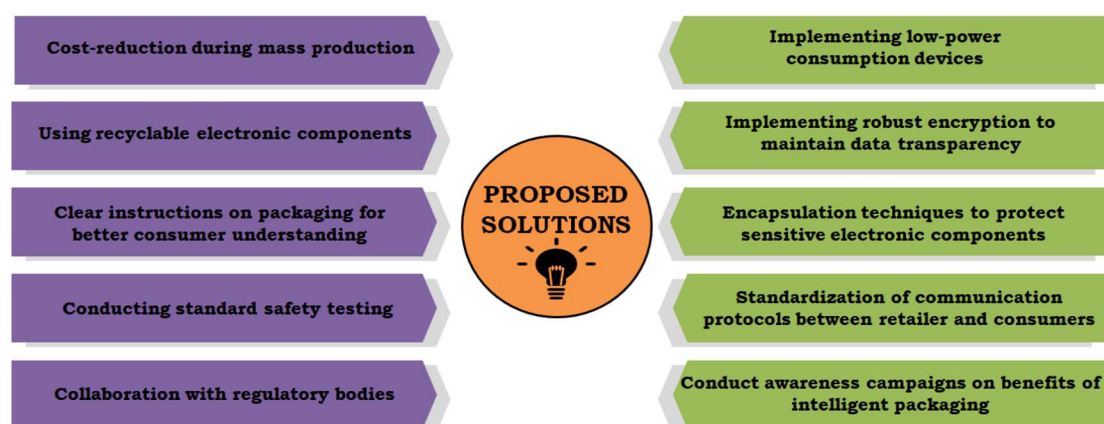 Cost-reduction during mass production
Using recyclable electronic components
Clear instructions on packaging for
better consumer understanding
Conducting standard safety testing
Collaboration with regulatory bodies
PROPOSED
SOLUTIONS
Implementing low-power
consumption devices
Implementing robust encryption to
maintain data transparency
Encapsulation techniques to protect
sensitive electronic components
Standardization of communication
protocols between retailer and consumers
Conduct awareness campaigns on benefits of
intelligent packaging